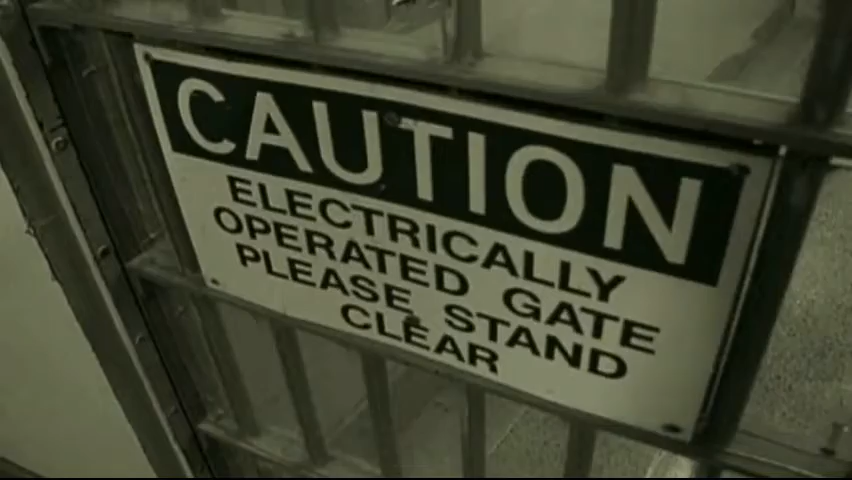 CAUTION
ELECTRICALLY
OPERATED GATE
PLEASE STAND
CLEAR